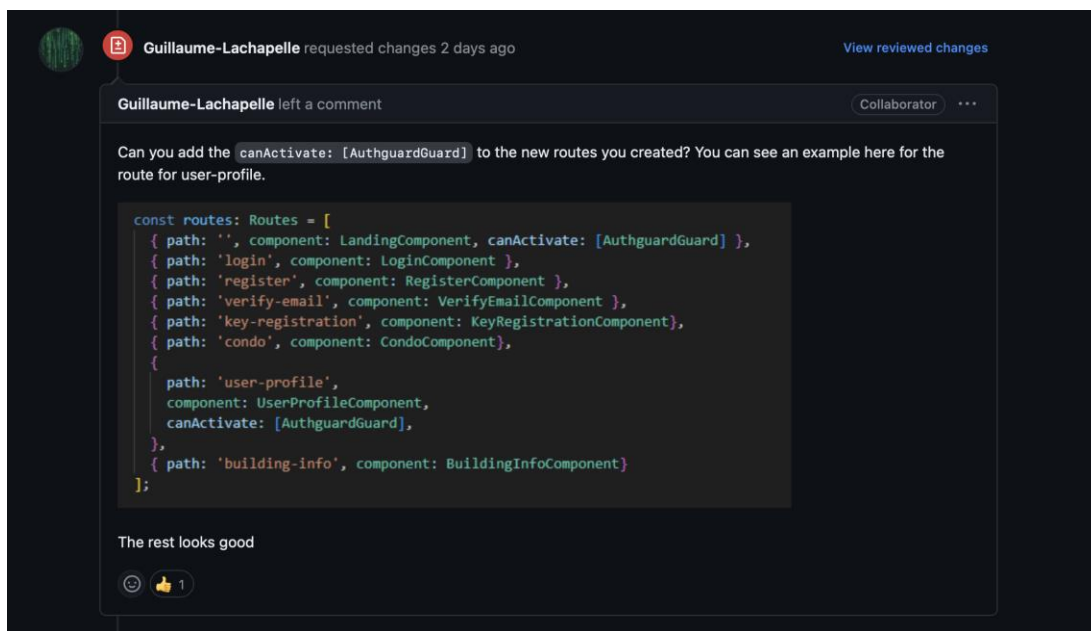 Guillaume-Lachapelle requested changes 2 days ago
View reviewed changes
Guillaume-Lachapelle left a comment
Collaborator
Can you add the canActivate: [AuthguardGuard] to the new routes you created? You can see an example here for the
route for user-profile.
const routes: Routes = [
{ path: '', component: LandingComponent, canActivate: [AuthguardGuard] },
{ path: 'login', component: LoginComponent },
{ path: 'register', component: RegisterComponent },
{ path: 'verify-email', component: VerifyEmailComponent },
{ path: 'key-registration', component: KeyRegistrationComponent},
{ path: 'condo', component: CondoComponent},
{
path: 'user-profile',
component: UserProfileComponent,
canActivate: [AuthguardGuard],
},
{ path: 'building-info', component: BuildingInfoComponent}
];
The rest looks good
👍 1